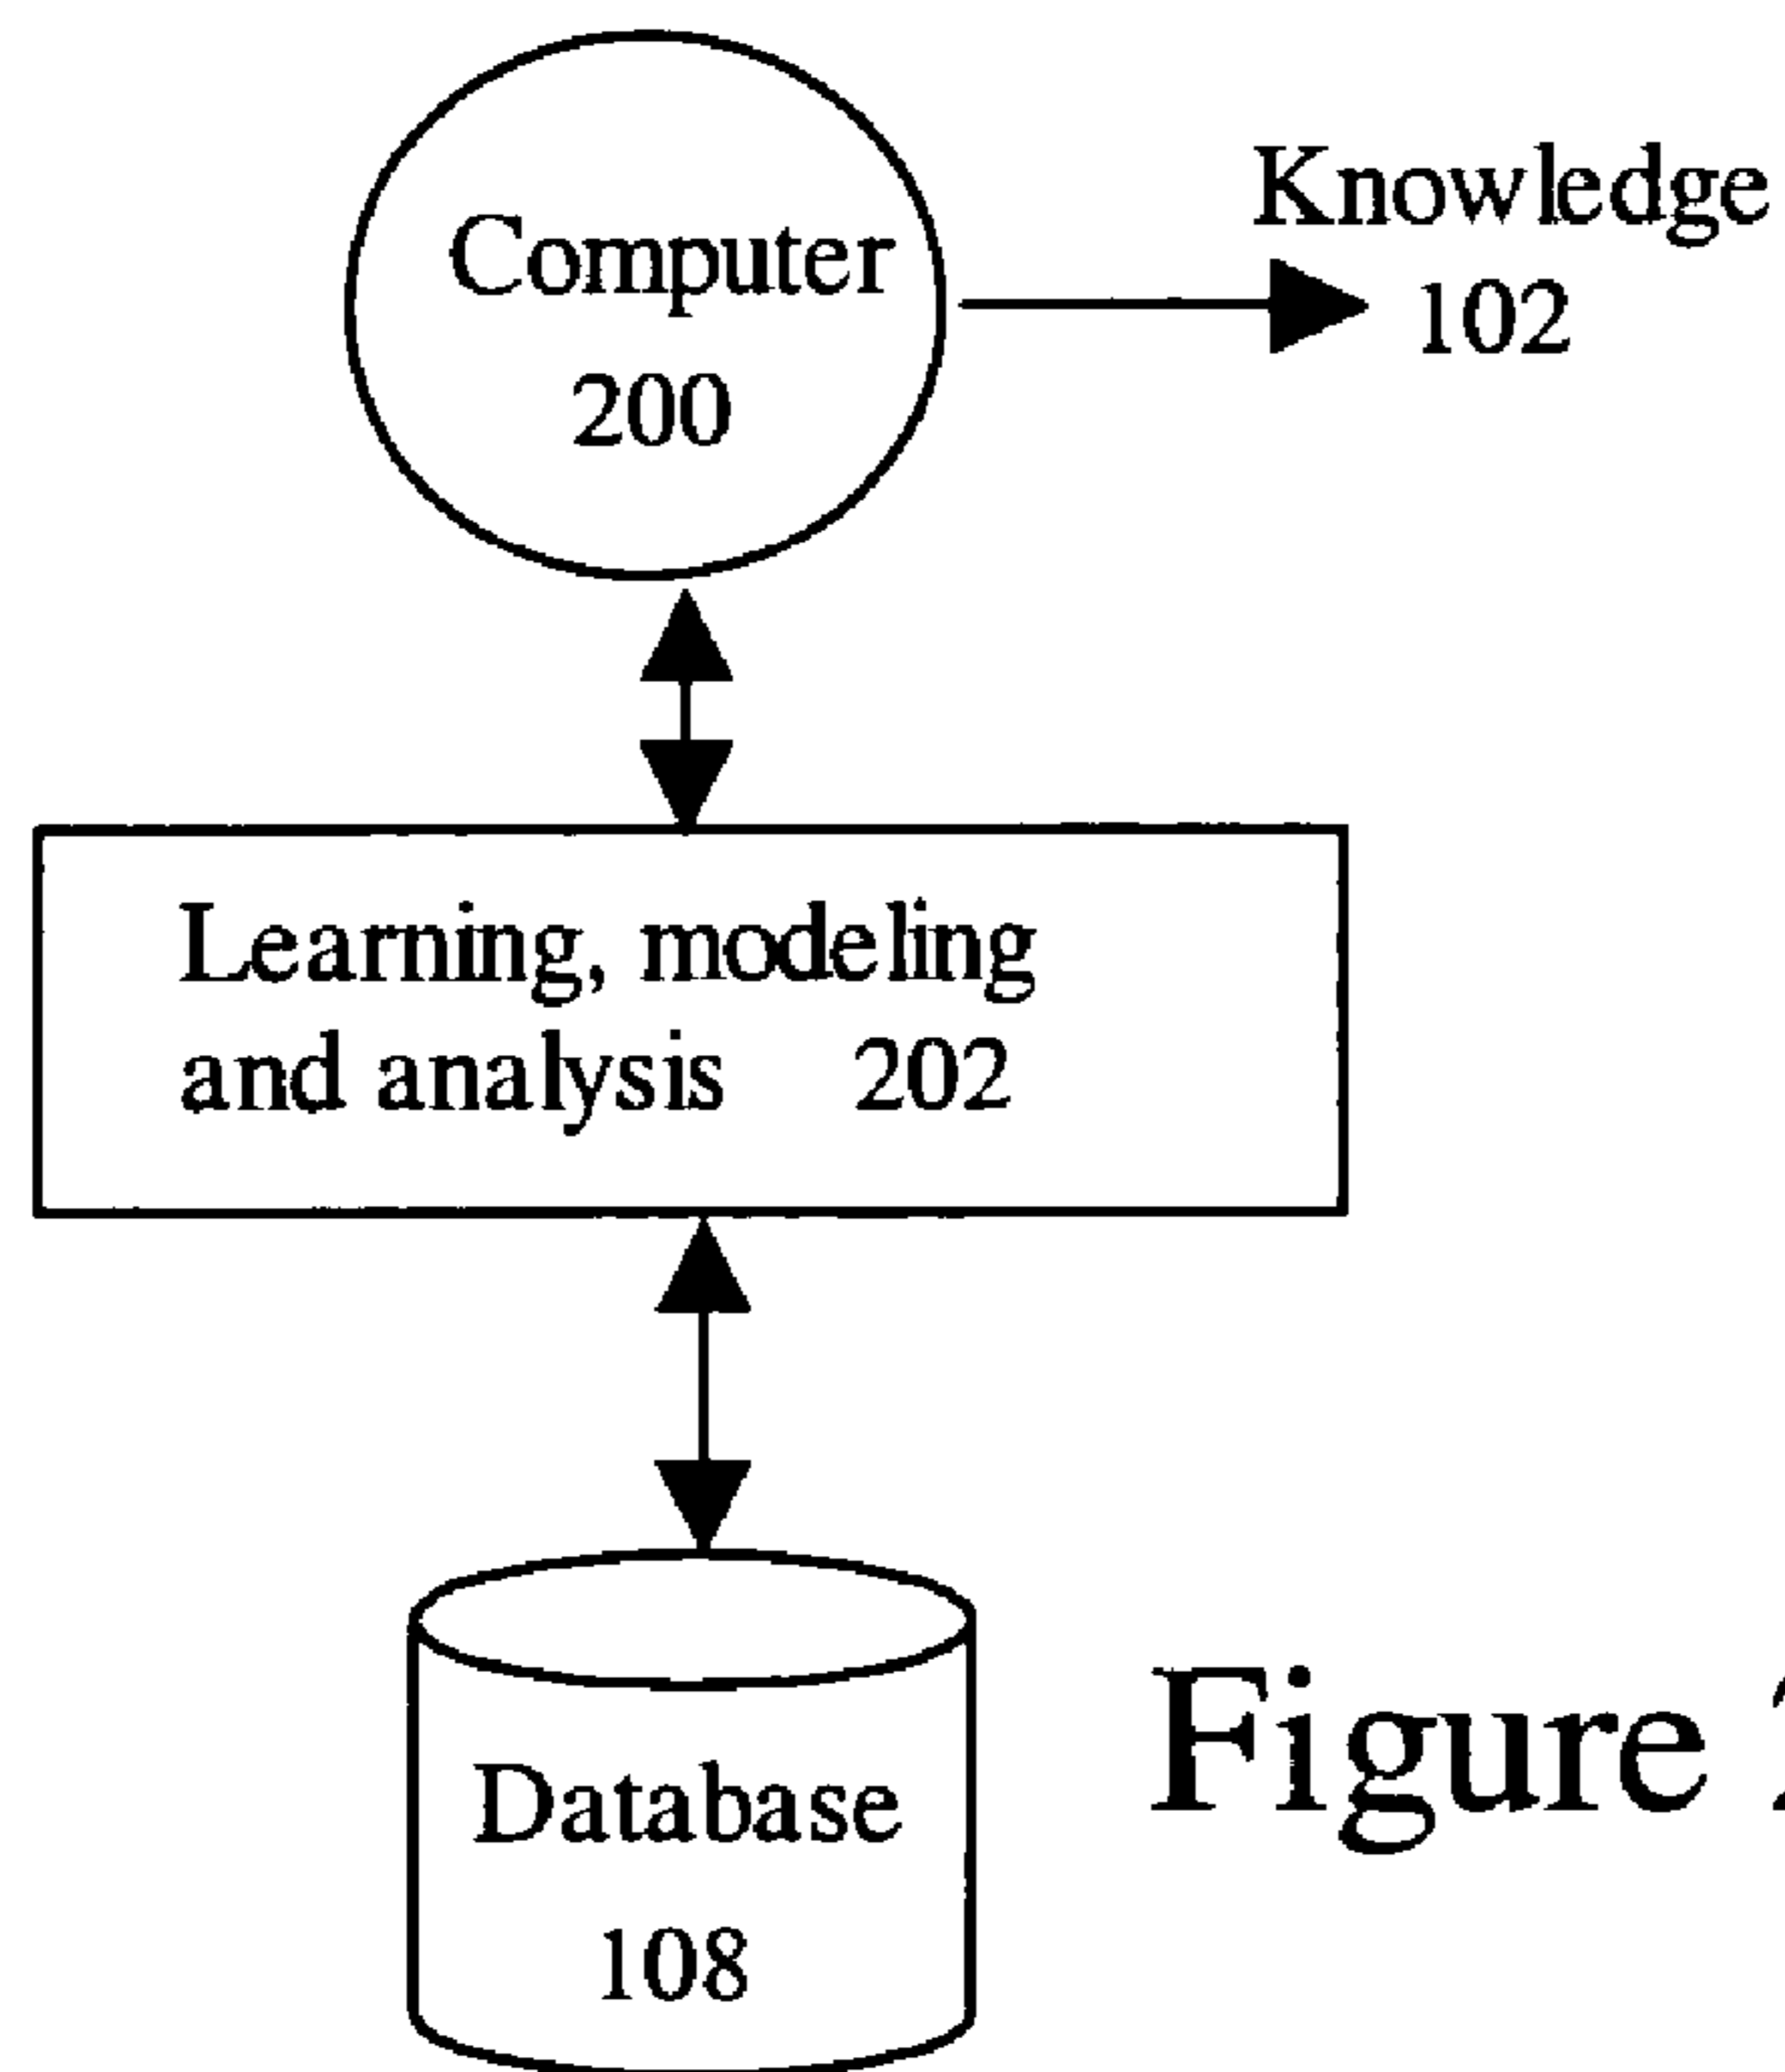 Computer
200
Knowledge
102
Learning, modeling
and analysis 202
Database
108
Figure